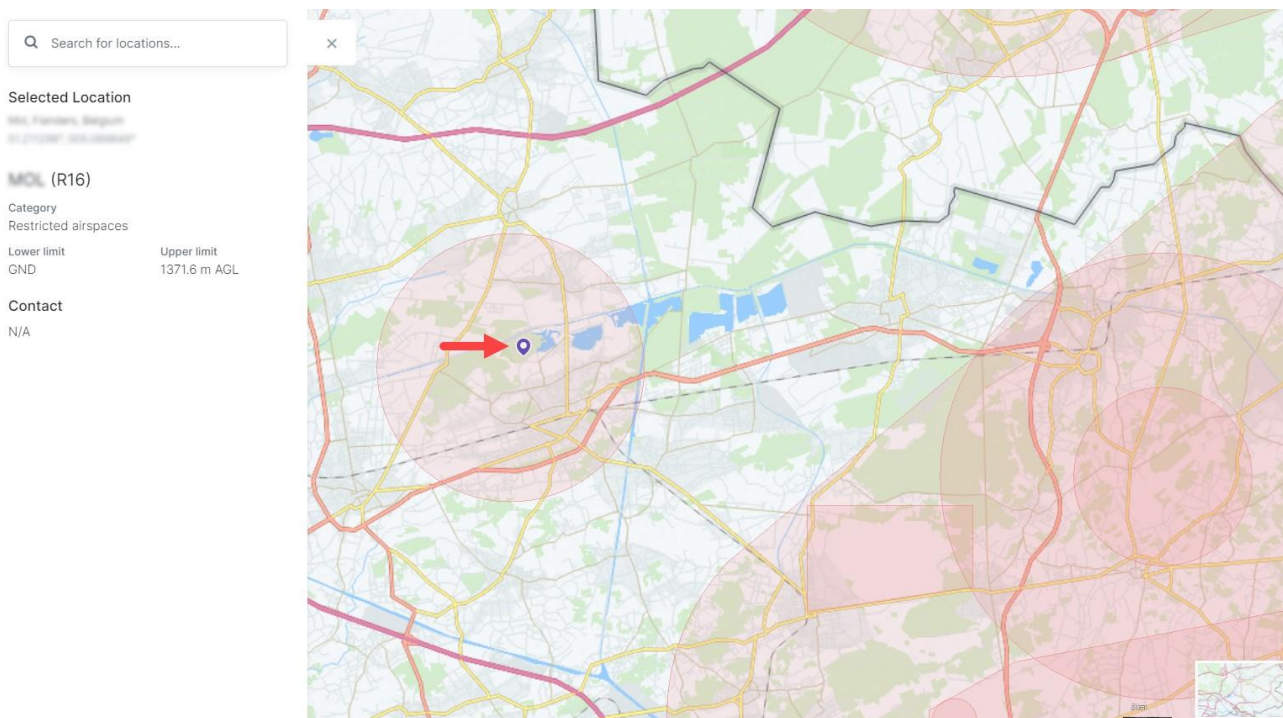 Search for locations...
Selected Location
(R16)
Category
Restricted airspaces
Lower limit
Upper limit
GND
1371.6 m AGL
Contact
N/A